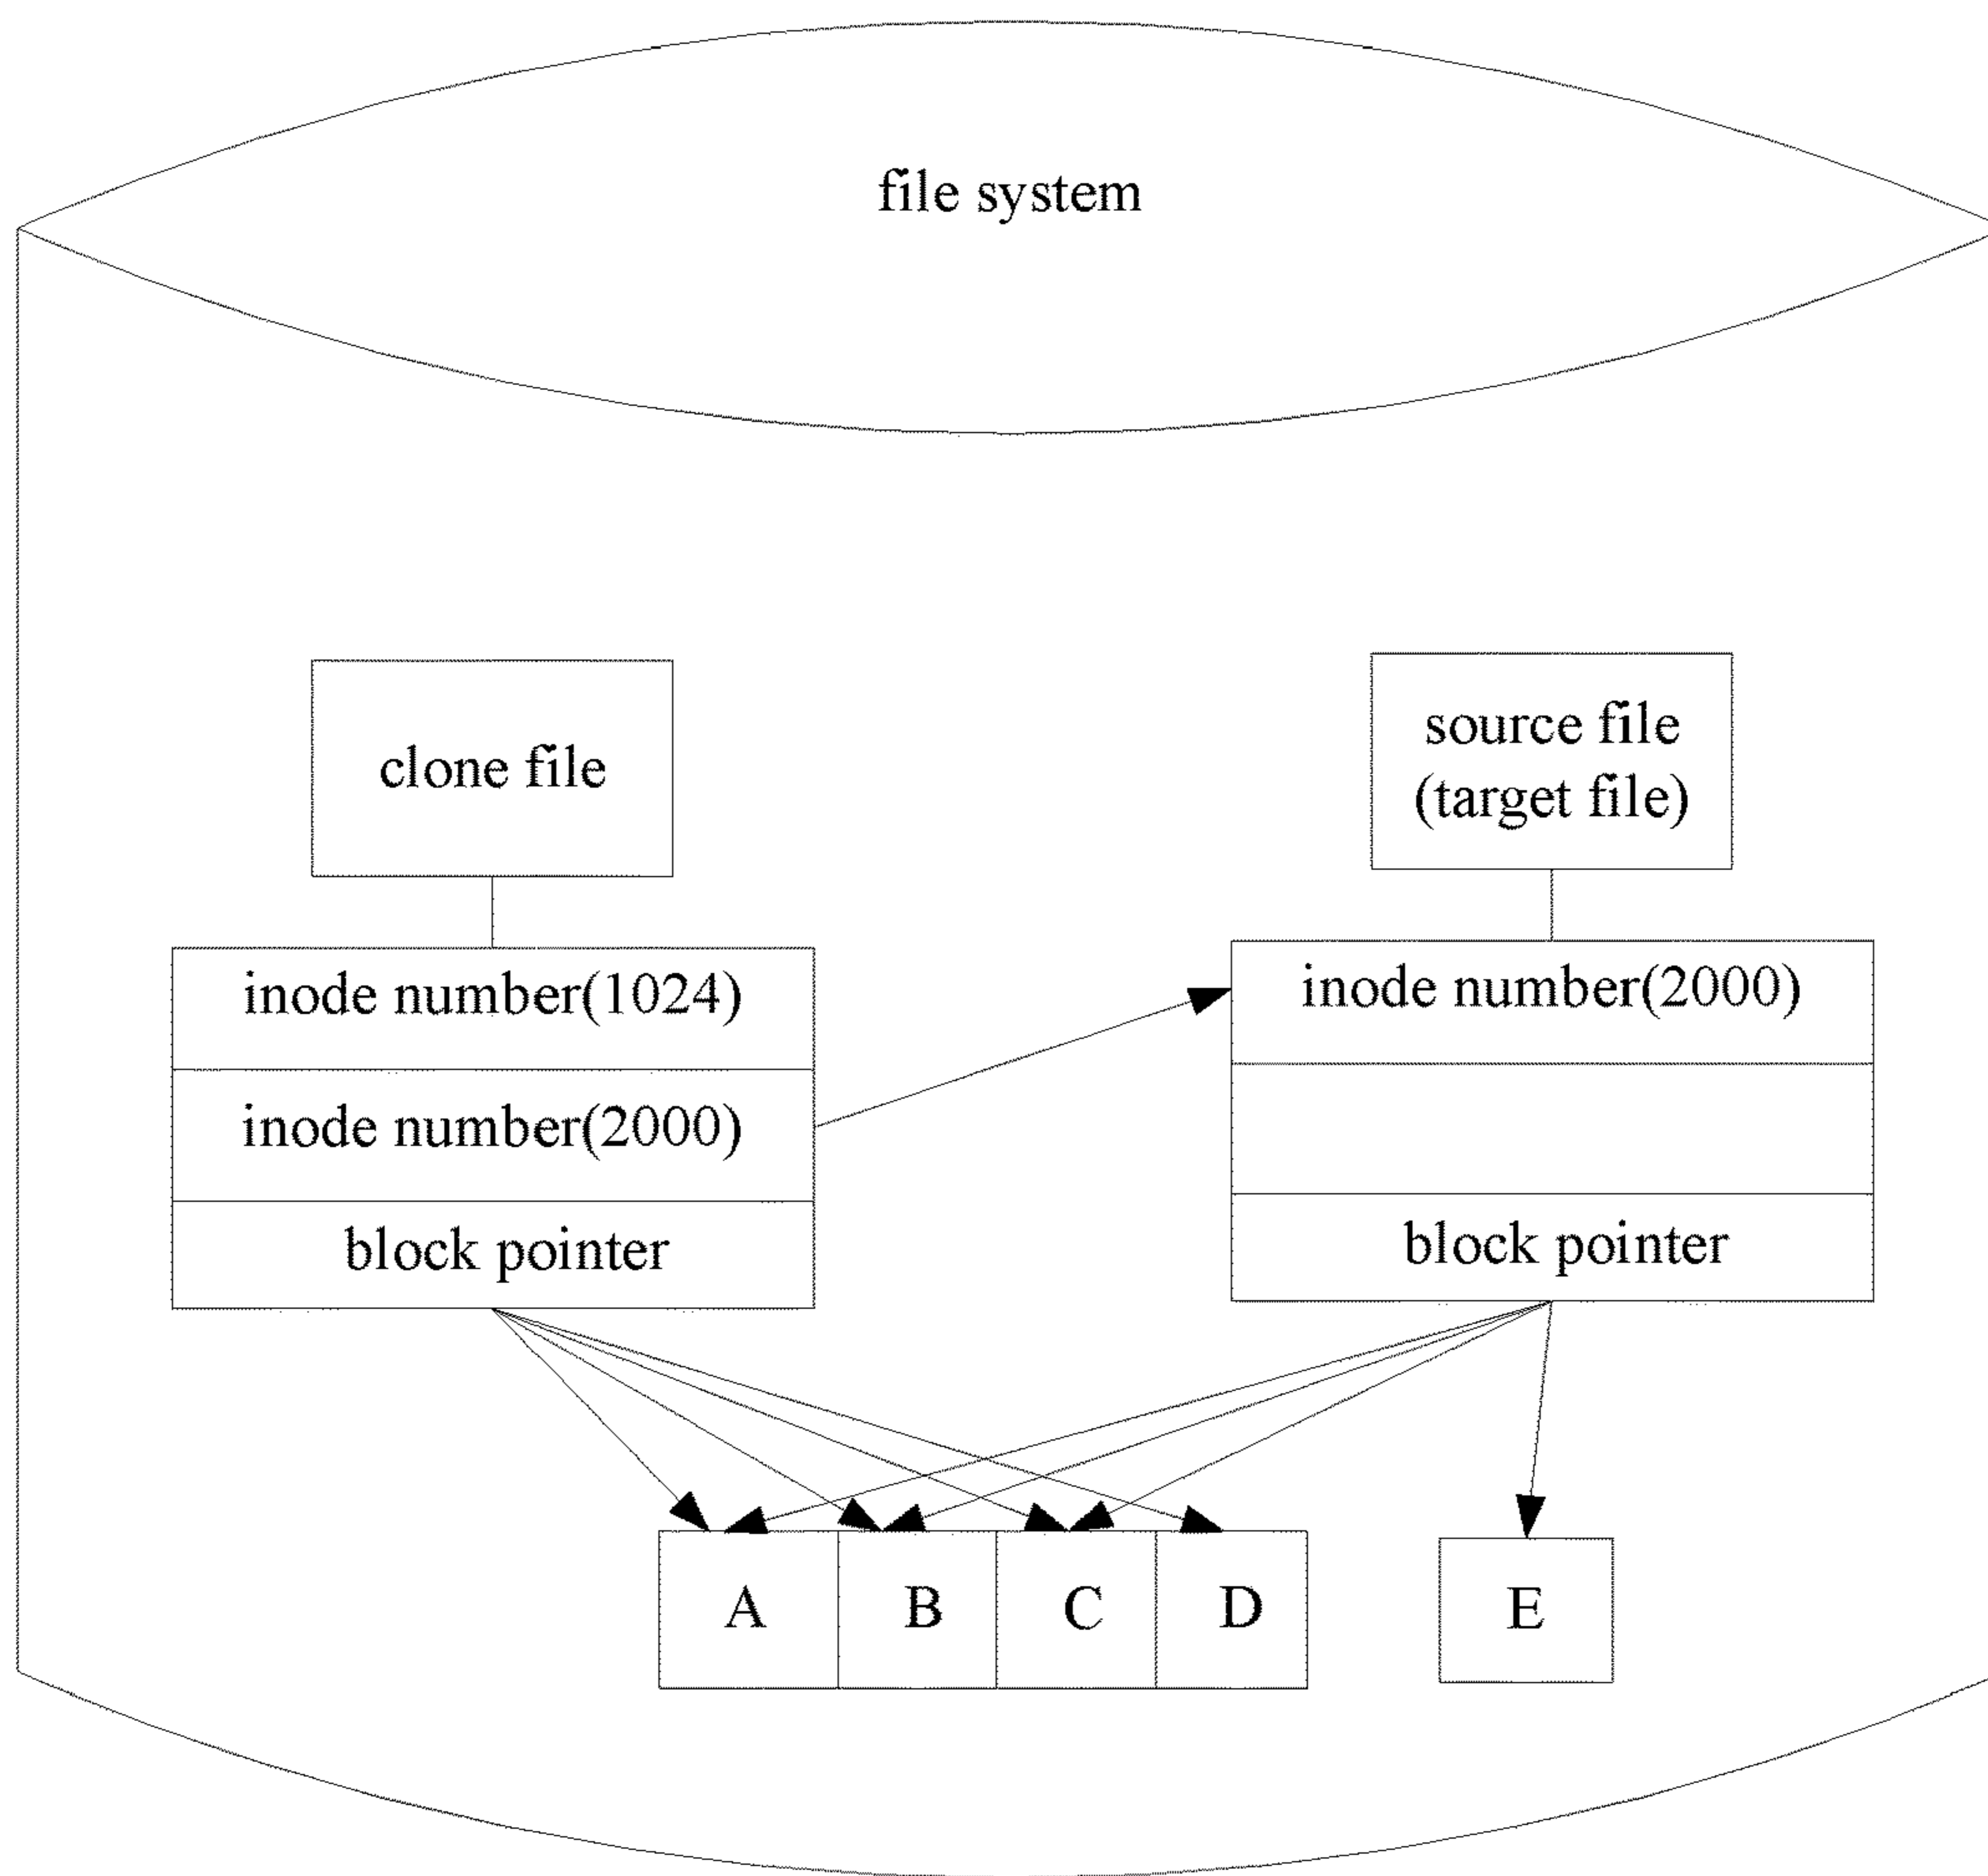 file system
clone file
source file
(target file)
inode number(1024)
inode number(2000)
inode number(2000)
block pointer
block pointer
A
B
C
D
E